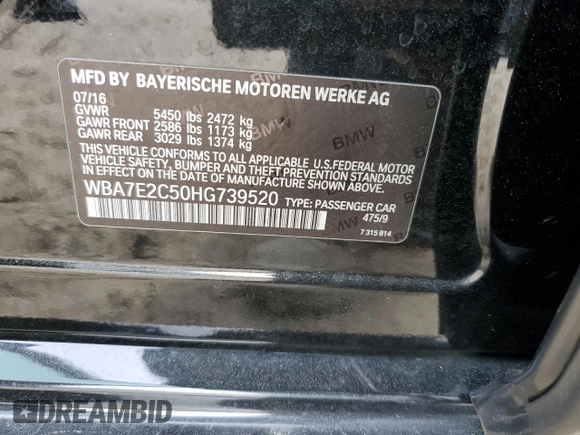 MFD BY BAYERISCHE MOTOREN WERKE AG
07/16
GVWR 5450 lbs 2472 kg
GAWR FRONT 2586 lbs 1173 kg
GAWR REAR 3029 lbs 1374 kg
THIS VEHICLE CONFORMS TO ALL APPLICABLE U.S.FEDERAL MOTOR
VEHICLE SAFETY, BUMPER, AND THEFT PREVENTION STANDARDS IN
EFFECT ON THE DATE OF MANUFACTURE SHOWN ABOVE.
WBA7E2C50HG739520 TYPE: PASSENGER CAR
475/9
7 315 814
BMW
BMW
BMW
DREAMBID